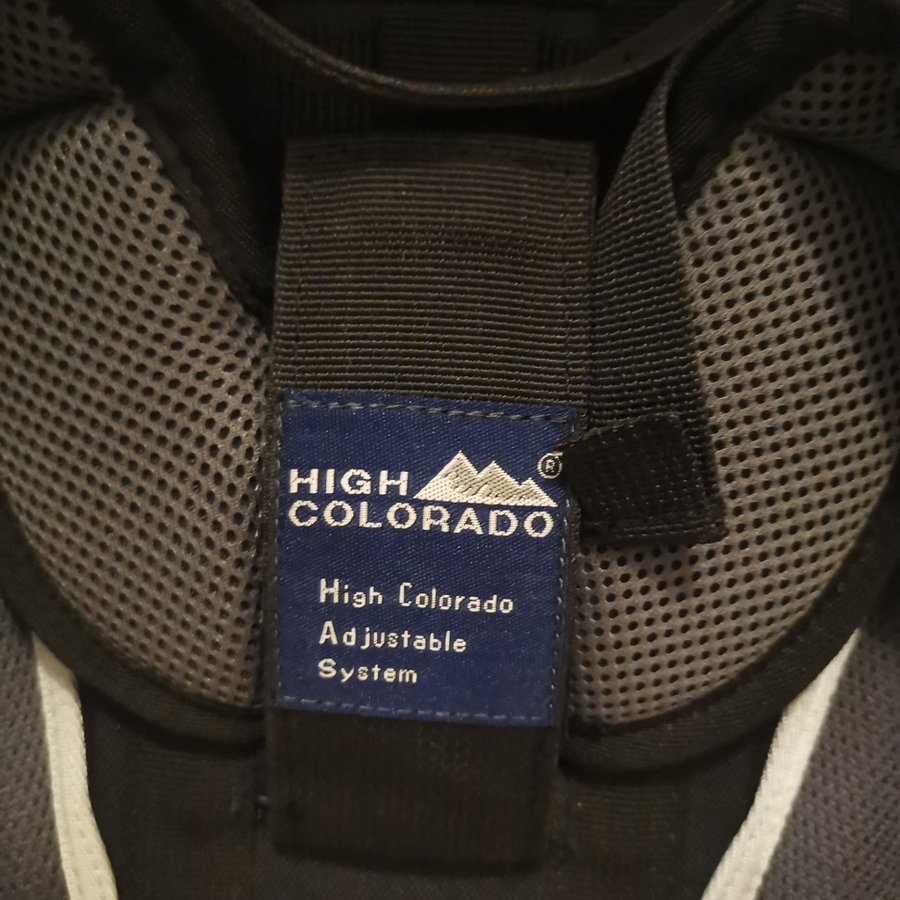 HIGH
COLORADO ®
High Colorado
Adjustable
System